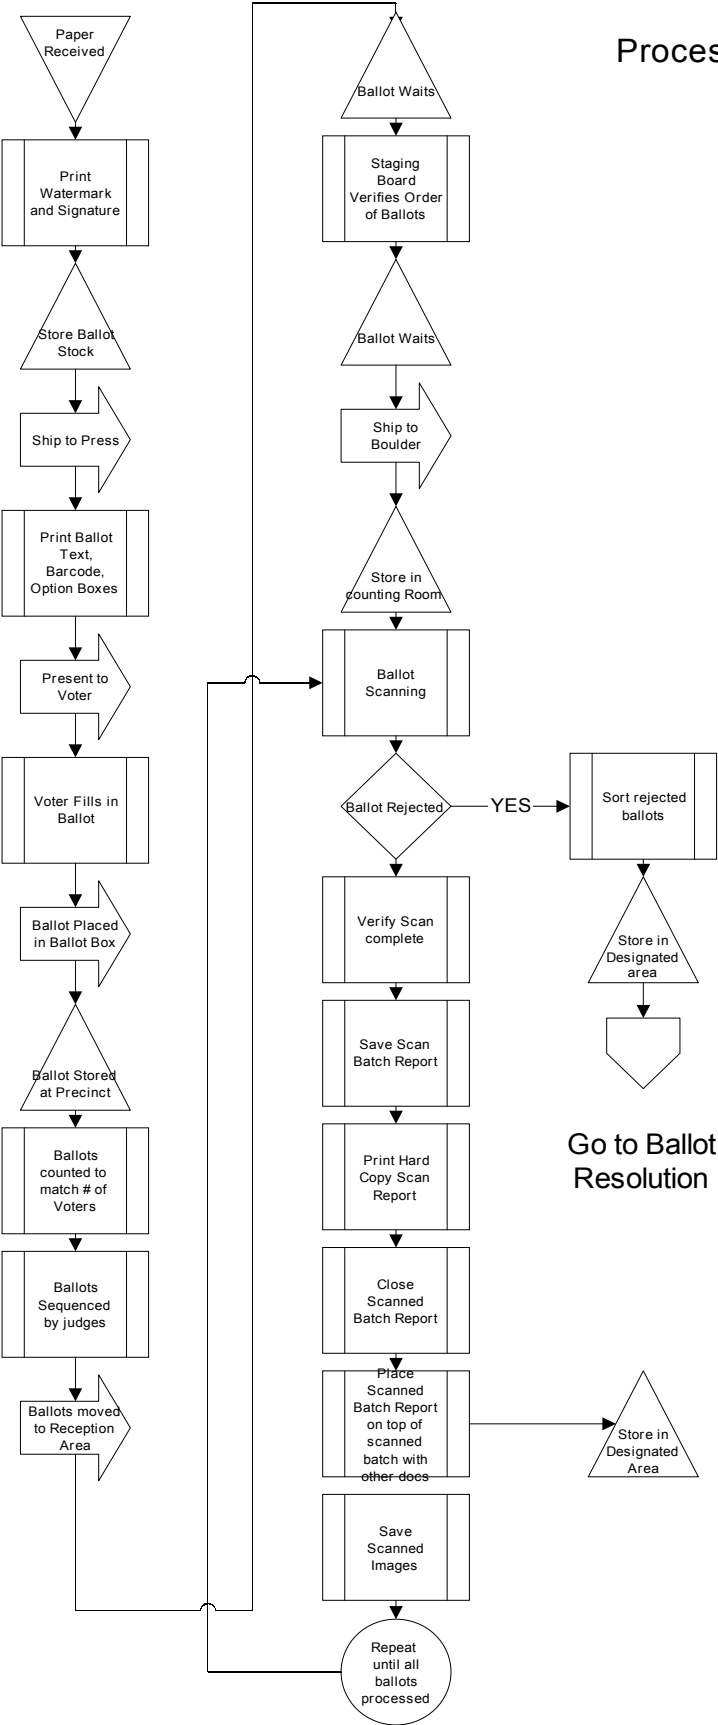 Paper
Received
Print
Watermark
and Signature
Store Ballot
Stock
Ship to Press
Print Ballot
Text,
Barcode,
Option Boxes
Present to
Voter
Voter Fills in
Ballot
Ballot Placed
in Ballot Box
Ballot Stored
at Precinct
Ballots
counted to
match # of
Voters
Ballots
Sequenced
by judges
Ballots moved
to Reception
Area
Ballot Waits
Staging
Board
Verifies Order
of Ballots
Ballot Waits
Ship to
Boulder
Store in
counting Room
Ballot
Scanning
Ballot Rejected
YES
Verify Scan
complete
Save Scan
Batch Report
Print Hard
Copy Scan
Report
Close
Scanned
Batch Report
Place
Scanned
Batch Report
on top of
scanned
batch with
other docs
Save
Scanned
Images
Repeat
until all
ballots
processed
Proces
Sort rejected
ballots
Store in
Designated
area
Go to Ballot
Resolution
Store in
Designated
Area